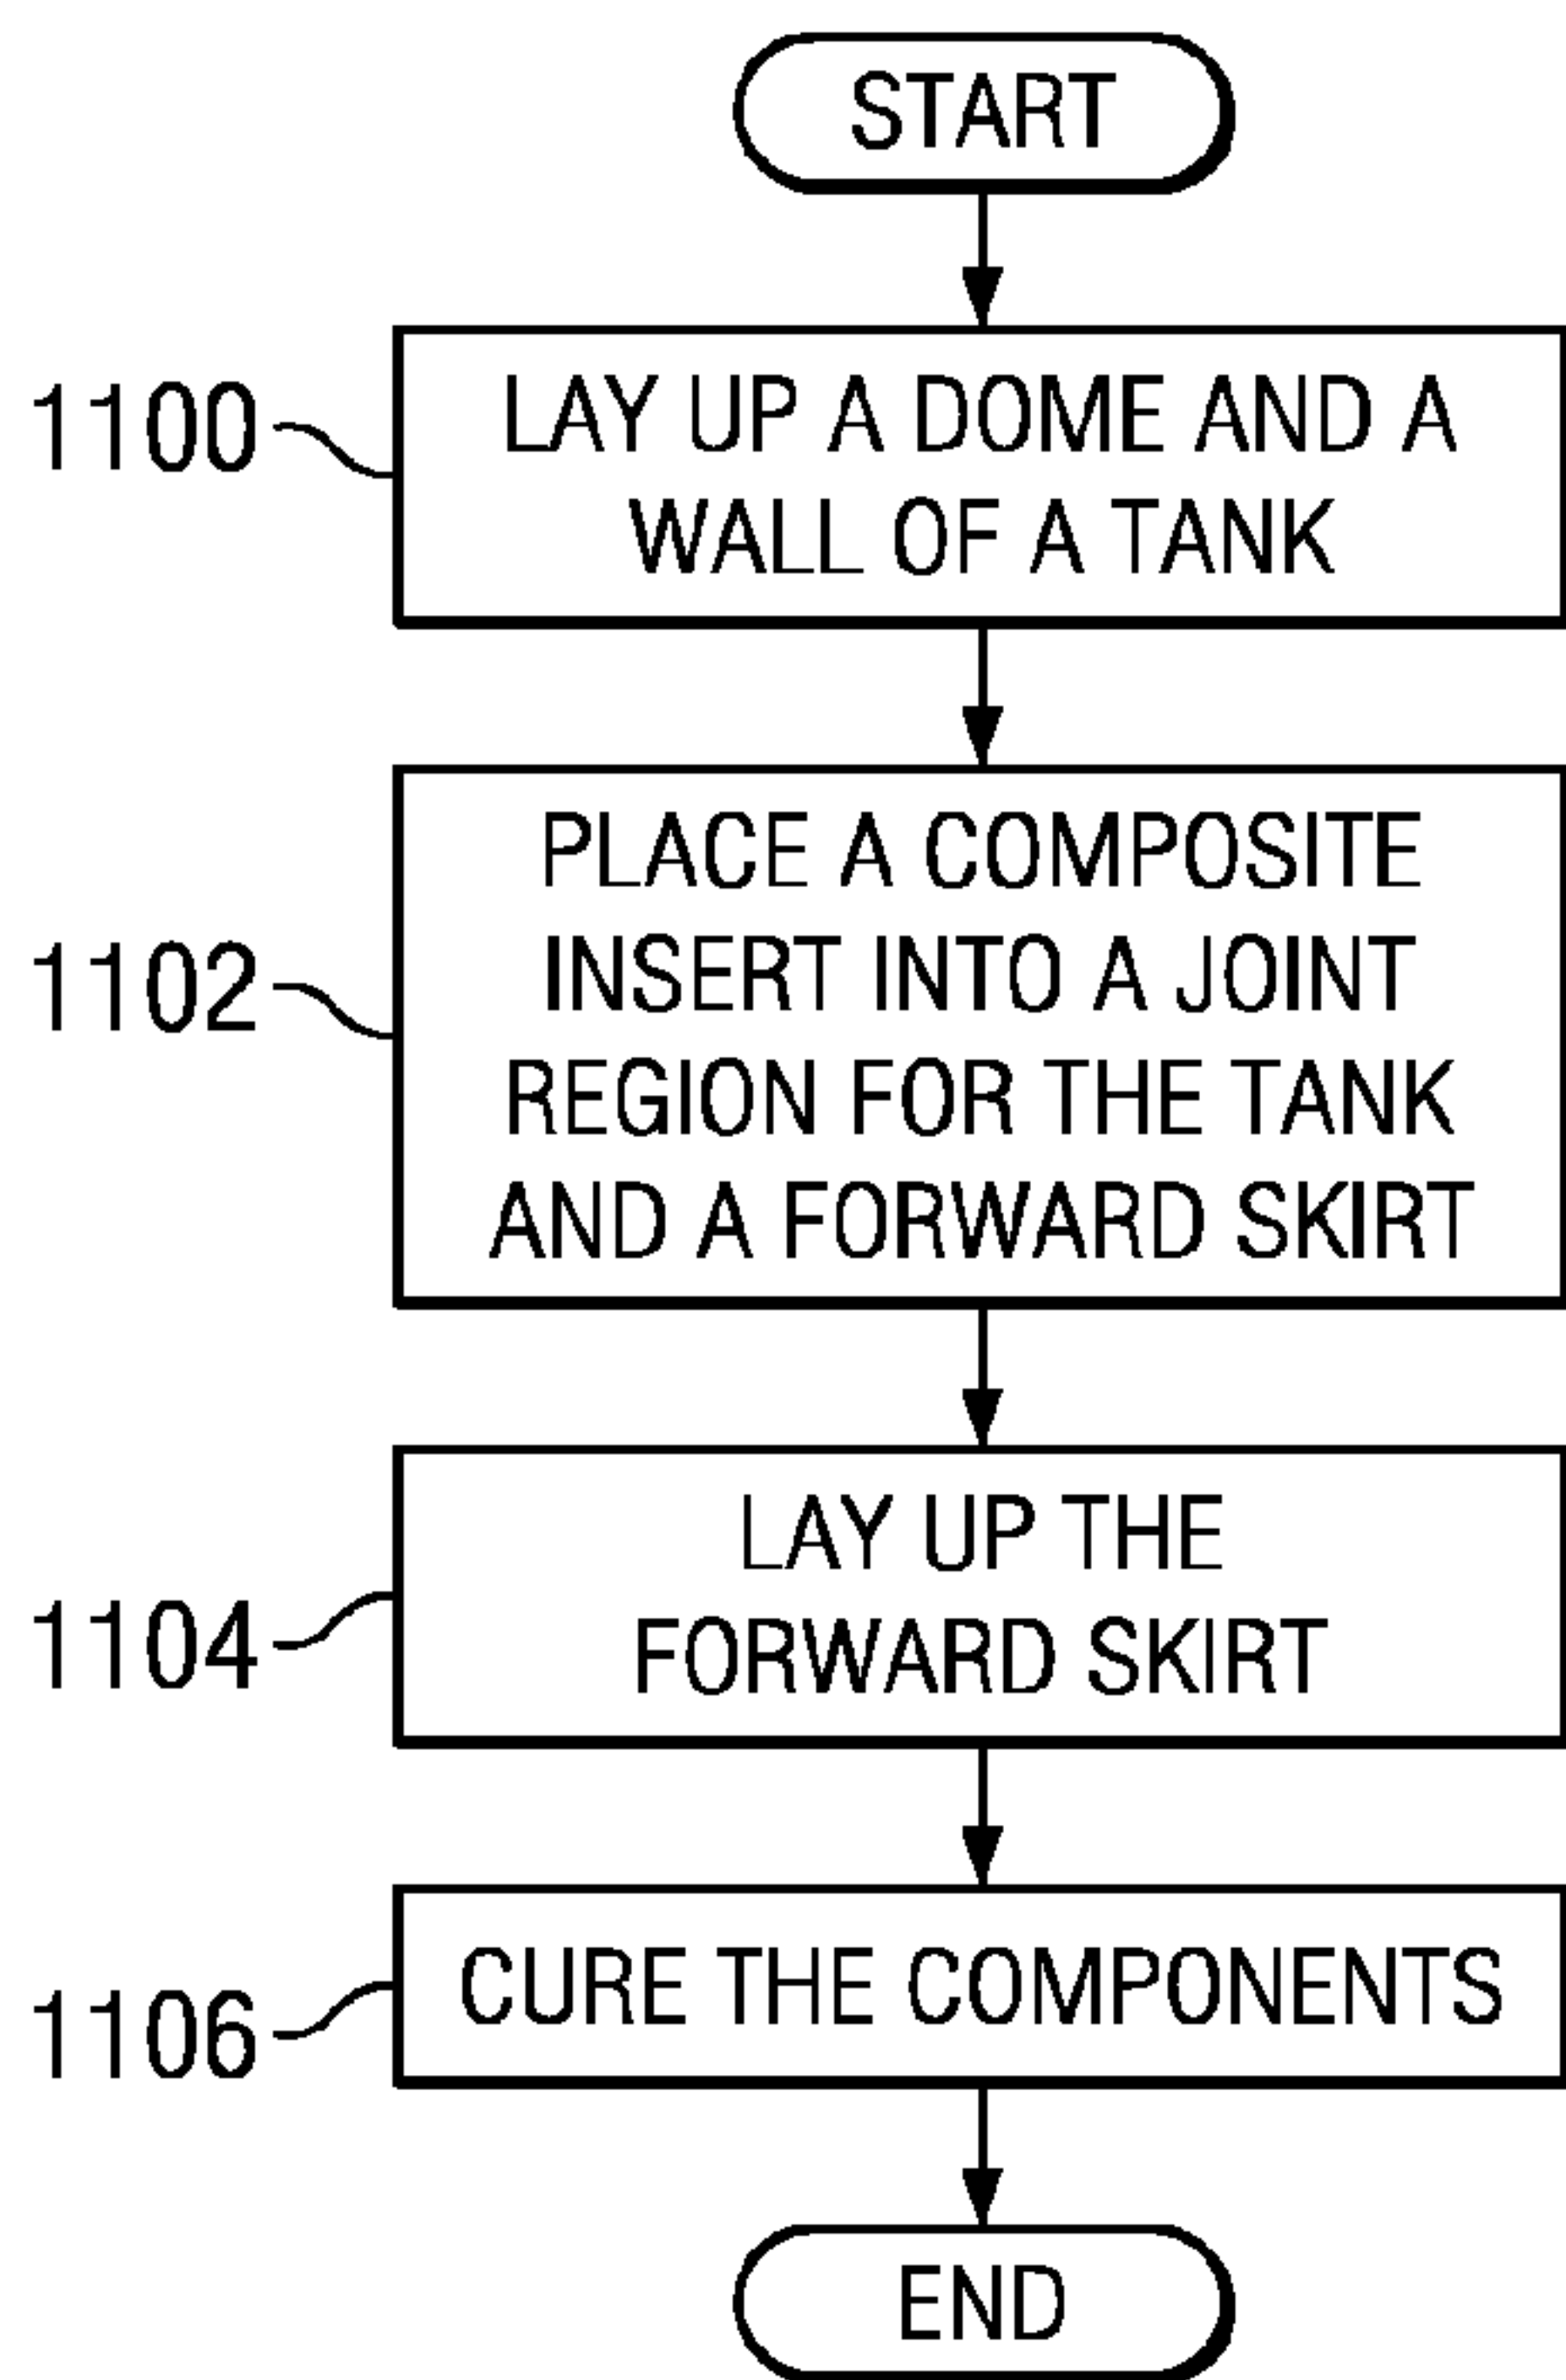 START
1100
LAY UP A DOME AND A
WALL OF A TANK
1102
PLACE A COMPOSITE
INSERT INTO A JOINT
REGION FOR THE TANK
AND A FORWARD SKIRT
1104
LAY UP THE
FORWARD SKIRT
1106
CURE THE COMPONENTS
END